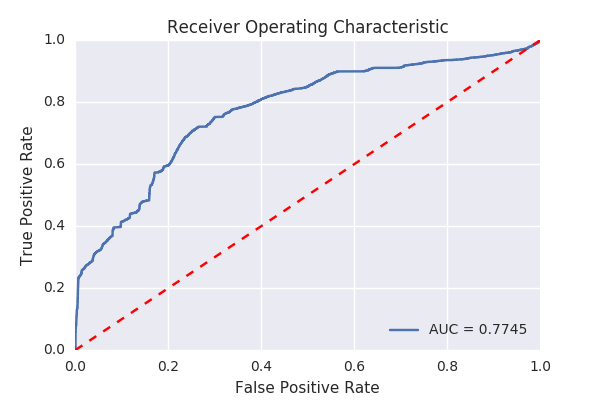 Receiver Operating Characteristic
1.0
0.8
0.6
0.4
0.2
0.0
True Positive Rate
AUC = 0.7745
0.0 0.2 0.4 0.6 0.8 1.0
False Positive Rate